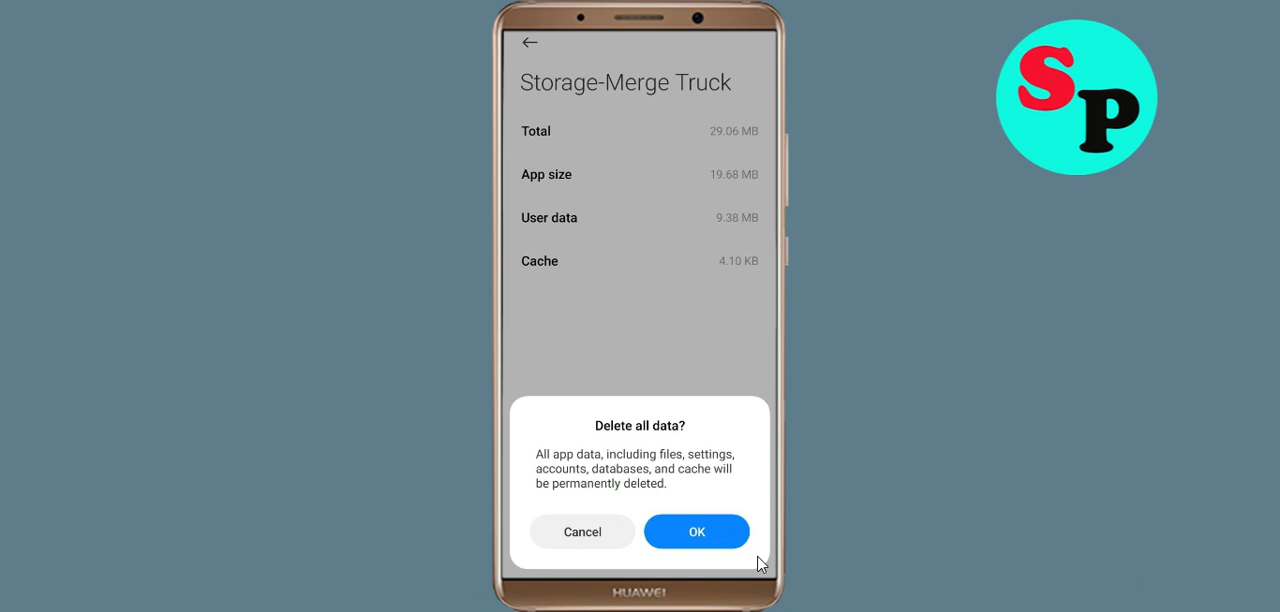 Storage-Merge Truck
Total 29.06 MB
App size 19.68 MB
User data 9.38 MB
Cache 4.10 KB
Delete all data?
All app data, including files, settings,
accounts, databases, and cache will
be permanently deleted.
Cancel OK
HUAWEI
SP